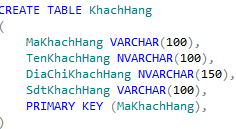 CREATE TABLE KhachHang
(
MaKhachHang VARCHAR(100),
TenKhachHang NVARCHAR(100),
DiaChiKhachHang NVARCHAR(150),
SdtKhachHang VARCHAR(100),
PRIMARY KEY (MaKhachHang),
)